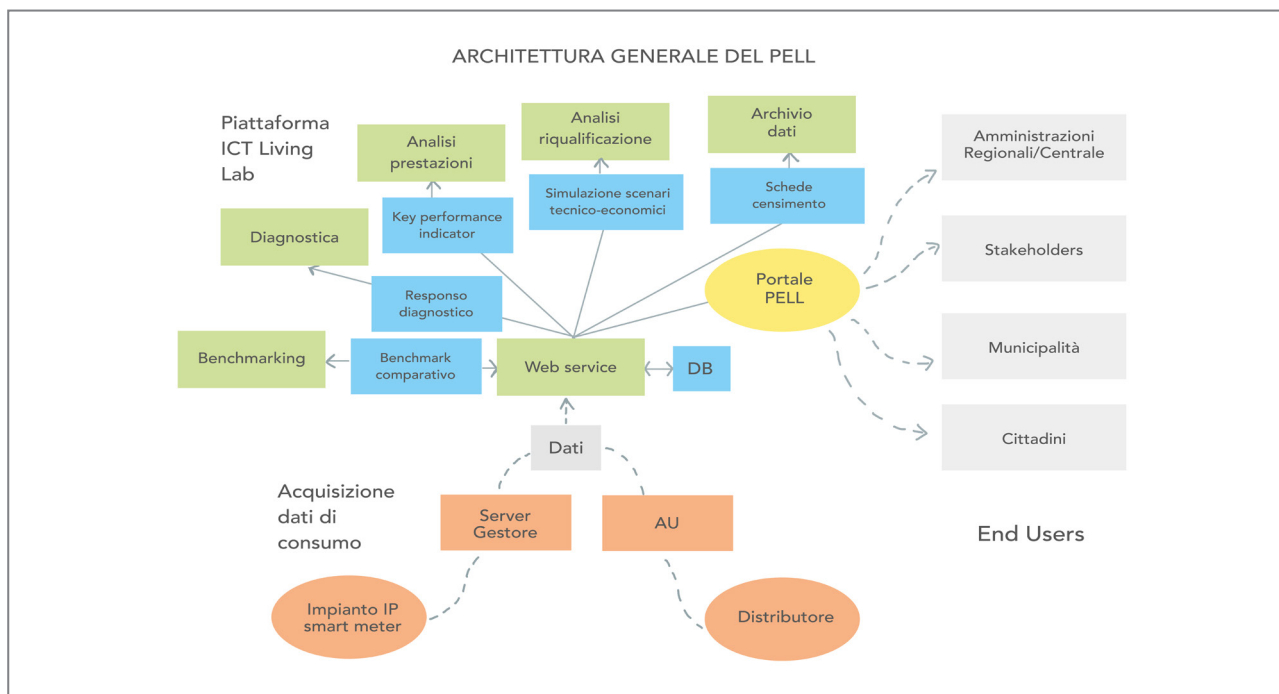 ARCHITETTURA GENERALE DEL PELL
Piattaforma
ICT Living
Lab
Analisi
prestazioni
Analisi
riqualificazione
Archivio
dati
Amministrazioni
Regionali/Centrale
Key performance
indicator
Simulazione scenari
tecnico-economici
Schede
censimento
Diagnostica
Stakeholders
Responso
diagnostico
Portale
PELL
Benchmarking
Benchmark
comparativo
Web service
DB
Municipalità
Dati
Cittadini
Acquisizione
dati di
consumo
Server
Gestore
AU
End Users
Impianto IP
smart meter
Distributore